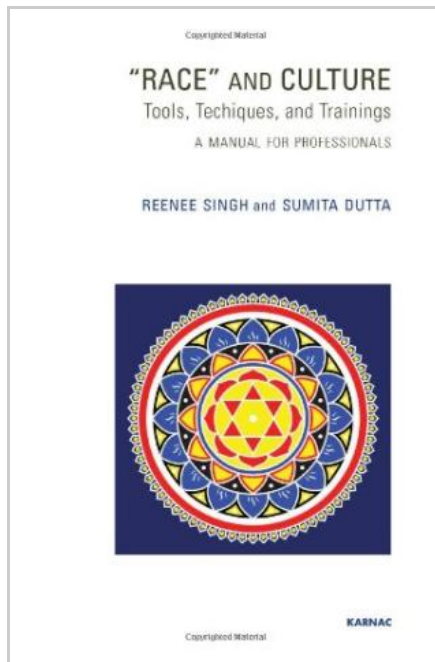 Copyrighted Material
“RACE” AND CULTURE
Tools, Techiques, and Trainings
A MANUAL FOR PROFESSIONALS
REENEE SINGH and SUMITA DUTTA
KARNAC
Copyrighted Material